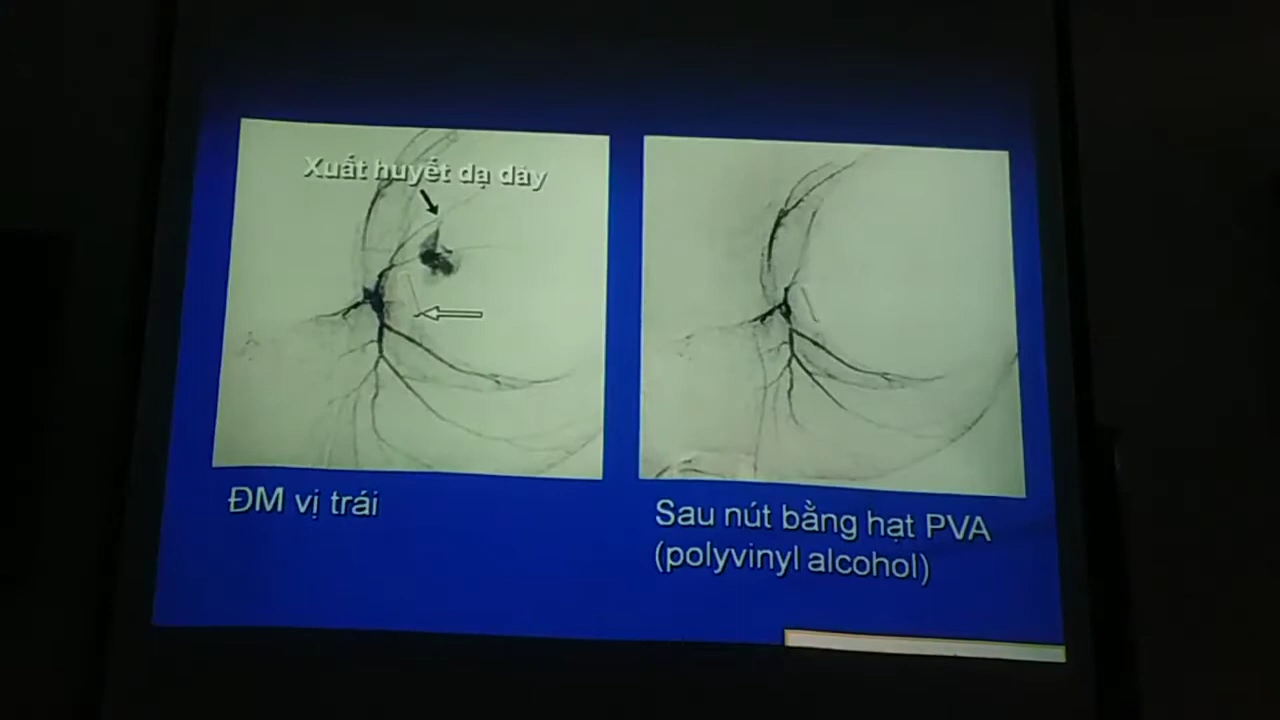 Xuất huyết dạ dày
ĐM vị trái
Sau nút bằng hạt PVA
(polyvinyl alcohol)